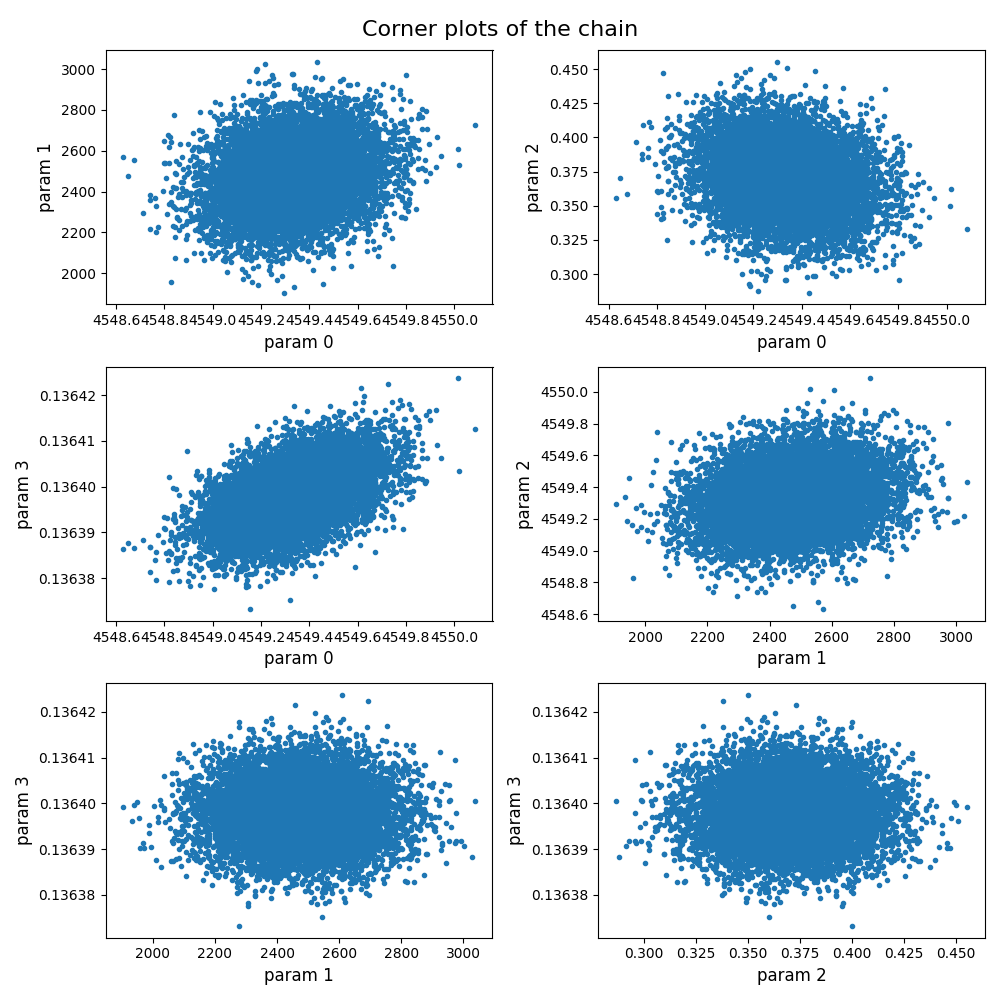 Corner plots of the chain
3000
2800
2600
2400
2200
2000
param 1
4548.64548.84549.04549.24549.44549.64549.84550.0
param 0
0.450
0.425
0.400
0.375
0.350
0.325
0.300
param 2
4548.64548.84549.04549.24549.44549.64549.84550.0
param 0
0.13642
0.13641
0.13640
0.13639
0.13638
param 3
4548.64548.84549.04549.24549.44549.64549.84550.0
param 0
4550.0
4549.8
4549.6
4549.4
4549.2
4549.0
4548.8
4548.6
param 2
2000 2200 2400 2600 2800 3000
param 1
0.13642
0.13641
0.13640
0.13639
0.13638
param 3
2000 2200 2400 2600 2800 3000
param 1
0.13642
0.13641
0.13640
0.13639
0.13638
param 3
0.300 0.325 0.350 0.375 0.400 0.425 0.450
param 2